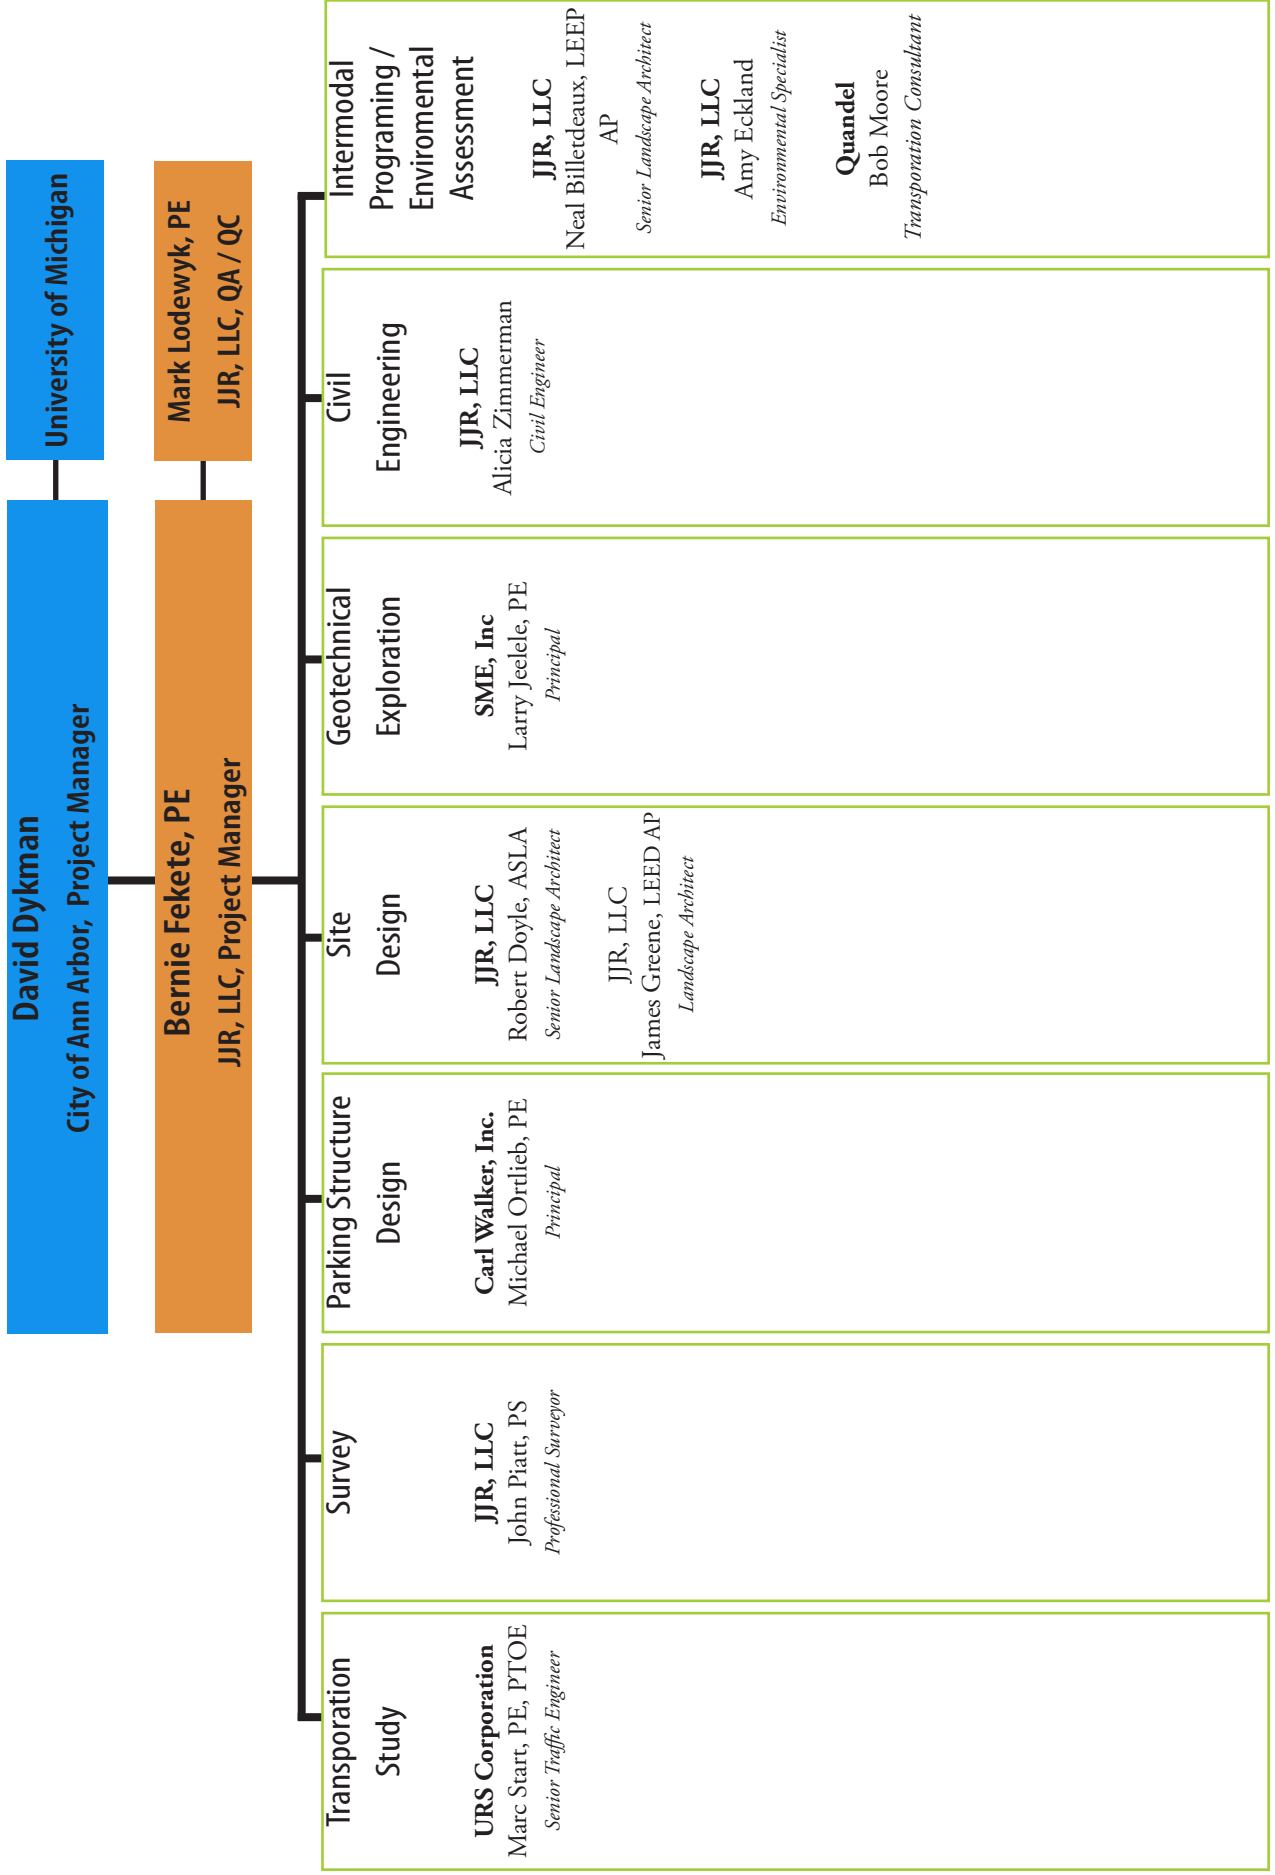 David Dykman
City of Ann Arbor, Project Manager
University of Michigan
Bernie Fekete, PE
JJR, LLC, Project Manager
Mark Lodewyk, PE
JJR, LLC, QA / QC
Transporation
Study
URS Corporation
Marc Start, PE, PTOE
Senior Traffic Engineer
Survey
JJR, LLC
John Piatt, PS
Professional Surveyor
Parking Structure
Design
Carl Walker, Inc.
Michael Ortlieb, PE
Principal
Site
Design
JJR, LLC
Robert Doyle, ASLA
Senior Landscape Architect
JJR, LLC
James Greene, LEED AP
Landscape Architect
Geotechnical
Exploration
SME, Inc
Larry Jeelele, PE
Principal
Civil
Engineering
JJR, LLC
Alicia Zimmerman
Civil Engineer
Intermodal
Programing /
Enviromental
Assessment
JJR, LLC
Neal Billetdeaux, LEEP
AP
Senior Landscape Architect
JJR, LLC
Amy Eckland
Environmental Specialist
Quandel
Bob Moore
Transporation Consultant